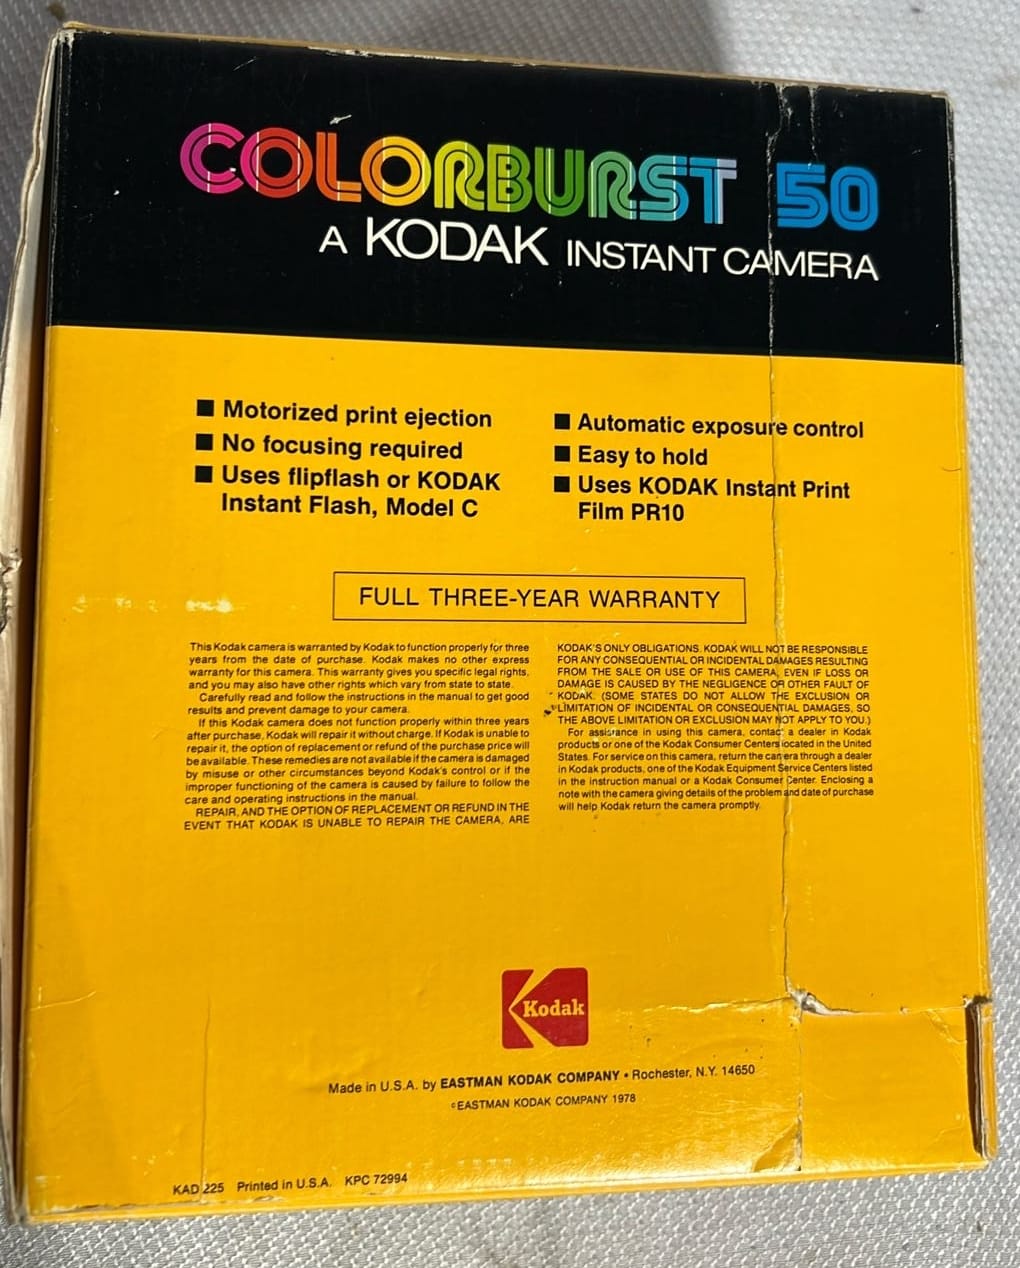 COLORBURST 50
A KODAK INSTANT CAMERA
■ Motorized print ejection
■ No focusing required
■ Uses flipflash or KODAK
Instant Flash, Model C
■ Automatic exposure control
■ Easy to hold
■ Uses KODAK Instant Print
Film PR10
FULL THREE-YEAR WARRANTY
This Kodak camera is warranted by Kodak to function properly for three
years from the date of purchase. Kodak makes no other express
warranty for this camera. This warranty gives you specific legal rights,
and you may also have other rights which vary from state to state.
Carefully read and follow the instructions in the manual to get good
results and prevent damage to your camera.
If this Kodak camera does not function properly within three years
after purchase, Kodak will repair it without charge. If Kodak is unable to
repair it, the option of replacement or refund of the purchase price will
be available. These remedies are not available if the camera is damaged
by misuse or other circumstances beyond Kodak's control or if the
improper functioning of the camera is caused by failure to follow the
care and operating instructions in the manual.
REPAIR, AND THE OPTION OF REPLACEMENT OR REFUND IN THE
EVENT THAT KODAK IS UNABLE TO REPAIR THE CAMERA, ARE
KODAK'S ONLY OBLIGATIONS. KODAK WILL NOT BE RESPONSIBLE
FOR ANY CONSEQUENTIAL OR INCIDENTAL DAMAGES RESULTING
FROM THE SALE OR USE OF THIS CAMERA, EVEN IF LOSS OR
DAMAGE IS CAUSED BY THE NEGLIGENCE OR OTHER FAULT OF
KODAK. (SOME STATES DO NOT ALLOW THE EXCLUSION OR
LIMITATION OF INCIDENTAL OR CONSEQUENTIAL DAMAGES, SO
THE ABOVE LIMITATION OR EXCLUSION MAY NOT APPLY TO YOU.)
For assistance in using this camera, contact a dealer in Kodak
products or one of the Kodak Consumer Centers located in the United
States. For service on this camera, return the camera through a dealer
in Kodak products, one of the Kodak Equipment Service Centers listed
in the instruction manual or a Kodak Consumer Center. Enclosing a
note with the camera giving details of the problem and date of purchase
will help Kodak return the camera promptly.
Kodak
Made in U.S.A. by EASTMAN KODAK COMPANY • Rochester, N.Y. 14650
©EASTMAN KODAK COMPANY 1978
KAD 225 Printed in U.S.A. KPC 72994